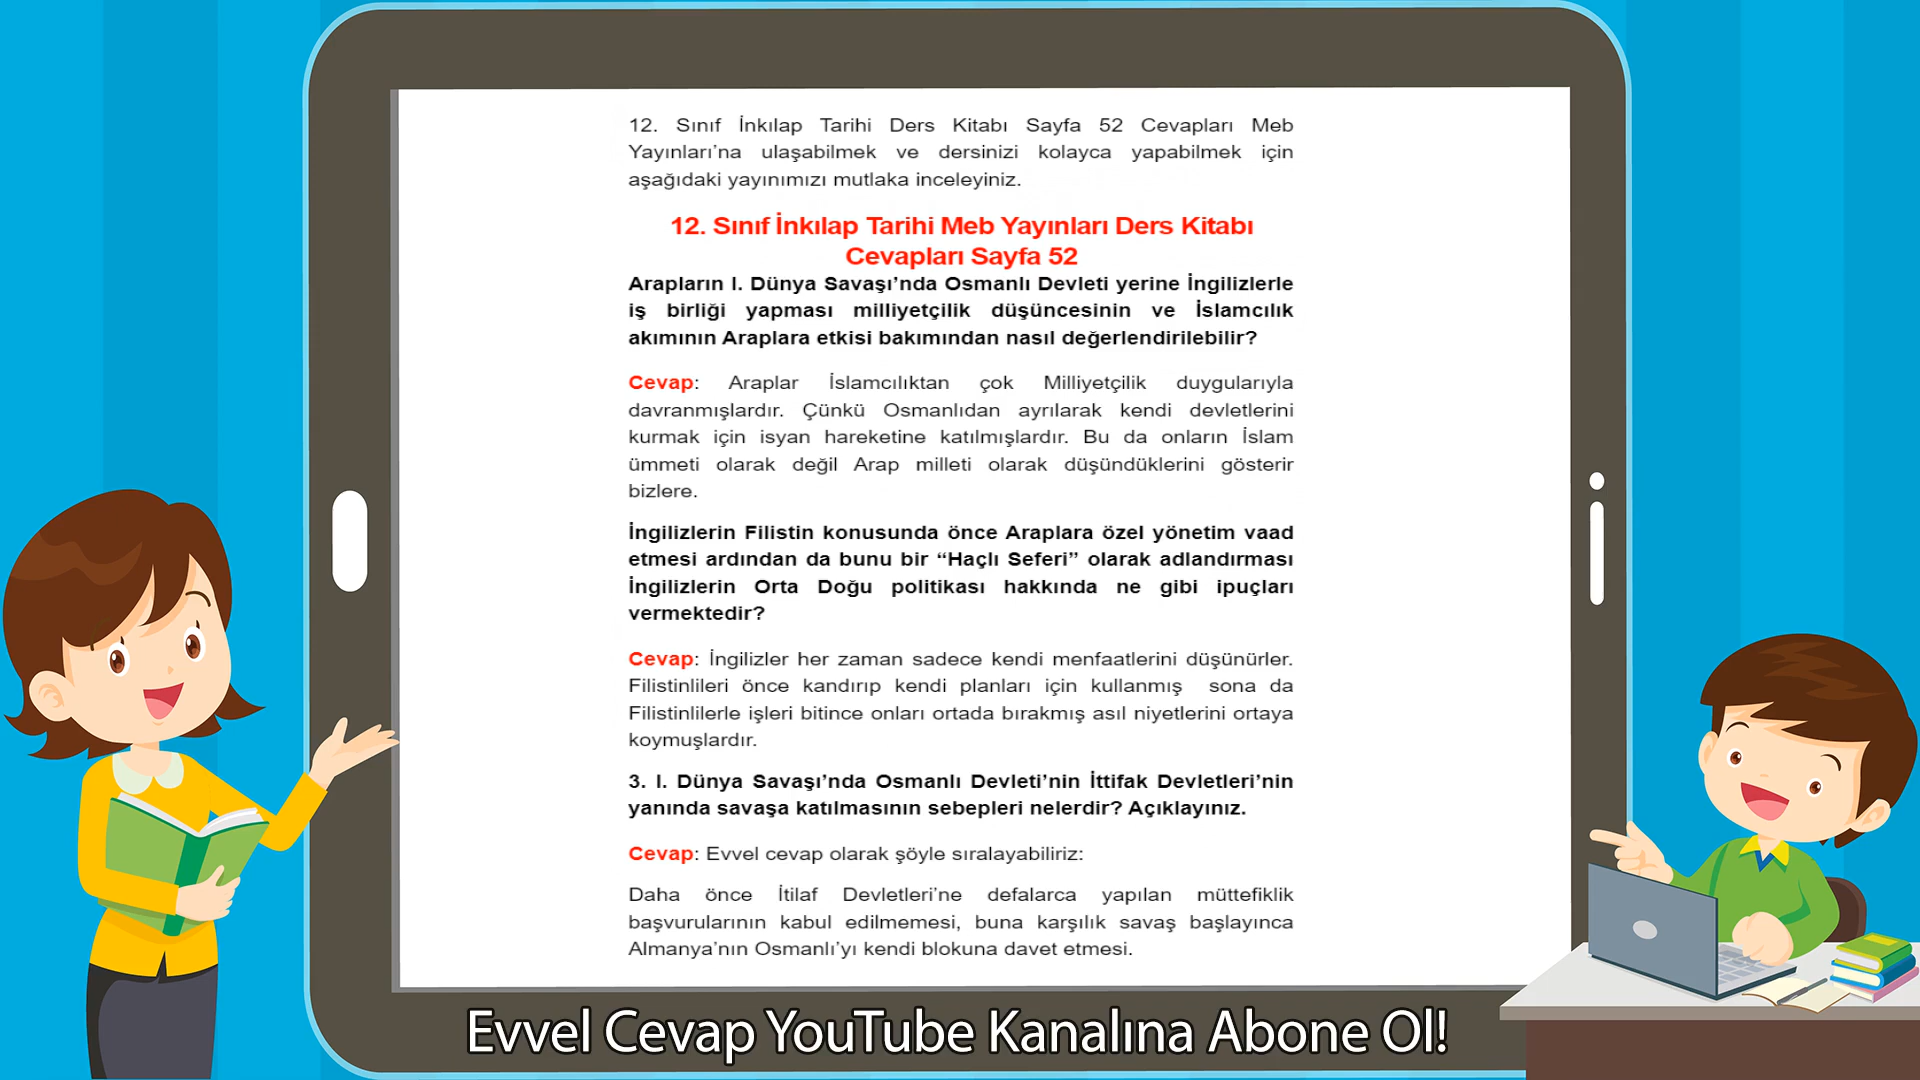 12. Sınıf İnkılap Tarihi Ders Kitabı Sayfa 52 Cevapları Meb
Yayınları’na ulaşabilmek ve dersinizi kolayca yapabilmek için
aşağıdaki yayınımızı mutlaka inceleyiniz.
12. Sınıf İnkılap Tarihi Meb Yayınları Ders Kitabı
Cevapları Sayfa 52
Arapların I. Dünya Savaşı’nda Osmanlı Devleti yerine İngilizlerle
iş birliği yapması milliyetçilik düşüncesinin ve İslamcılık
akımının Araplara etkisi bakımından nasıl değerlendirilebilir?
Cevap: Araplar İslamcılıktan çok Milliyetçilik duygularıyla
davranmışlardır. Çünkü Osmanlıdan ayrılarak kendi devletlerini
kurmak için isyan hareketine katılmışlardır. Bu da onların İslam
ümmeti olarak değil Arap milleti olarak düşündüklerini gösterir
bizlere.
İngilizlerin Filistin konusunda önce Araplara özel yönetim vaad
etmesi ardından da bunu bir “Haçlı Seferi” olarak adlandırması
İngilizlerin Orta Doğu politikası hakkında ne gibi ipuçları
vermektedir?
Cevap: İngilizler her zaman sadece kendi menfaatlerini düşünürler.
Filistinlileri önce kandırıp kendi planları için kullanmış sona da
Filistinlilerle işleri bitince onları ortada bırakmış asıl niyetlerini ortaya
koymuşlardır.
3. I. Dünya Savaşı’nda Osmanlı Devleti’nin İttifak Devletleri’nin
yanında savaşa katılmasının sebepleri nelerdir? Açıklayınız.
Cevap: Evvel cevap olarak şöyle sıralayabiliriz:
Daha önce İtilaf Devletleri’ne defalarca yapılan müttefiklik
başvurularının kabul edilmemesi, buna karşılık savaş başlayınca
Almanya’nın Osmanlı’yı kendi blokuna davet etmesi.
Evvel Cevap YouTube Kanalına Abone Ol!